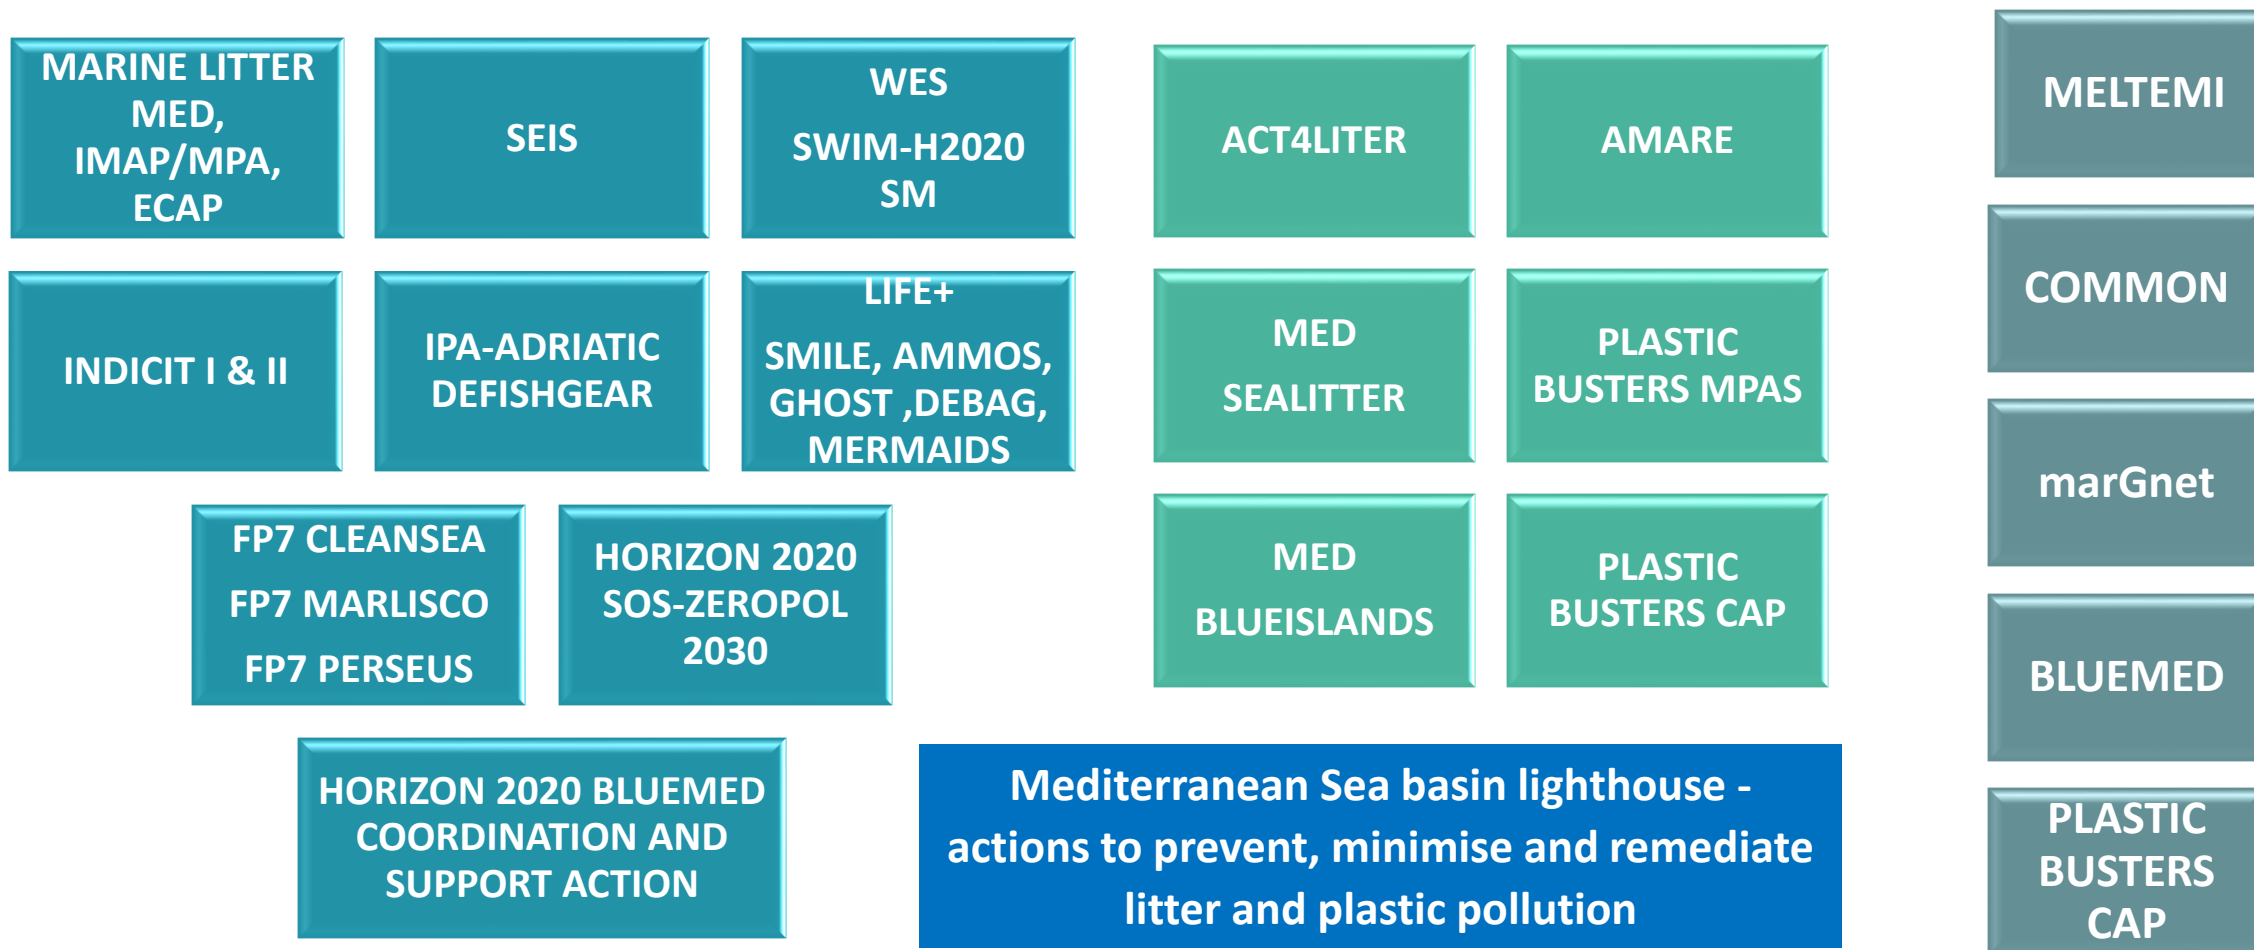 MARINE LITTER
MED,
IMAP/MPA,
ECAP
SEIS
WES
SWIM-H2020
SM
INDICIT I & II
IPA-ADRIATIC
DEFISHGEAR
LIFE+
SMILE, AMMOS,
GHOST ,DEBAG,
MERMAIDS
FP7 CLEANSEA
FP7 MARLISCO
FP7 PERSEUS
HORIZON 2020
SOS-ZEROPOL
2030
HORIZON 2020 BLUEMED
COORDINATION AND
SUPPORT ACTION
ACT4LITER
AMARE
MED
SEALITTER
PLASTIC
BUSTERS MPAS
MED
BLUEISLANDS
PLASTIC
BUSTERS CAP
Mediterranean Sea basin lighthouse -
actions to prevent, minimise and remediate
litter and plastic pollution
MELTEMI
COMMON
marGnet
BLUEMED
PLASTIC
BUSTERS
CAP